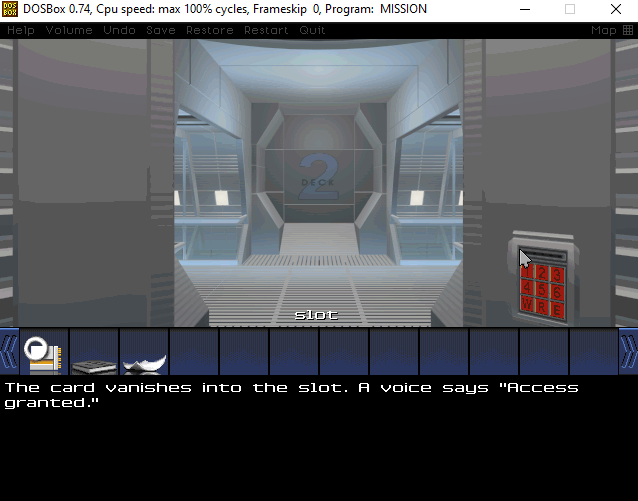 DOSBox 0.74, Cpu speed: max 100% cycles, Frameskip 0, Program: MISSION
Help Volume Undo Save Restore Restart Quit Map
2
DECK
1 2 3
4 5 6
W R E
slot
The card vanishes into the slot. A voice says "Access
granted."